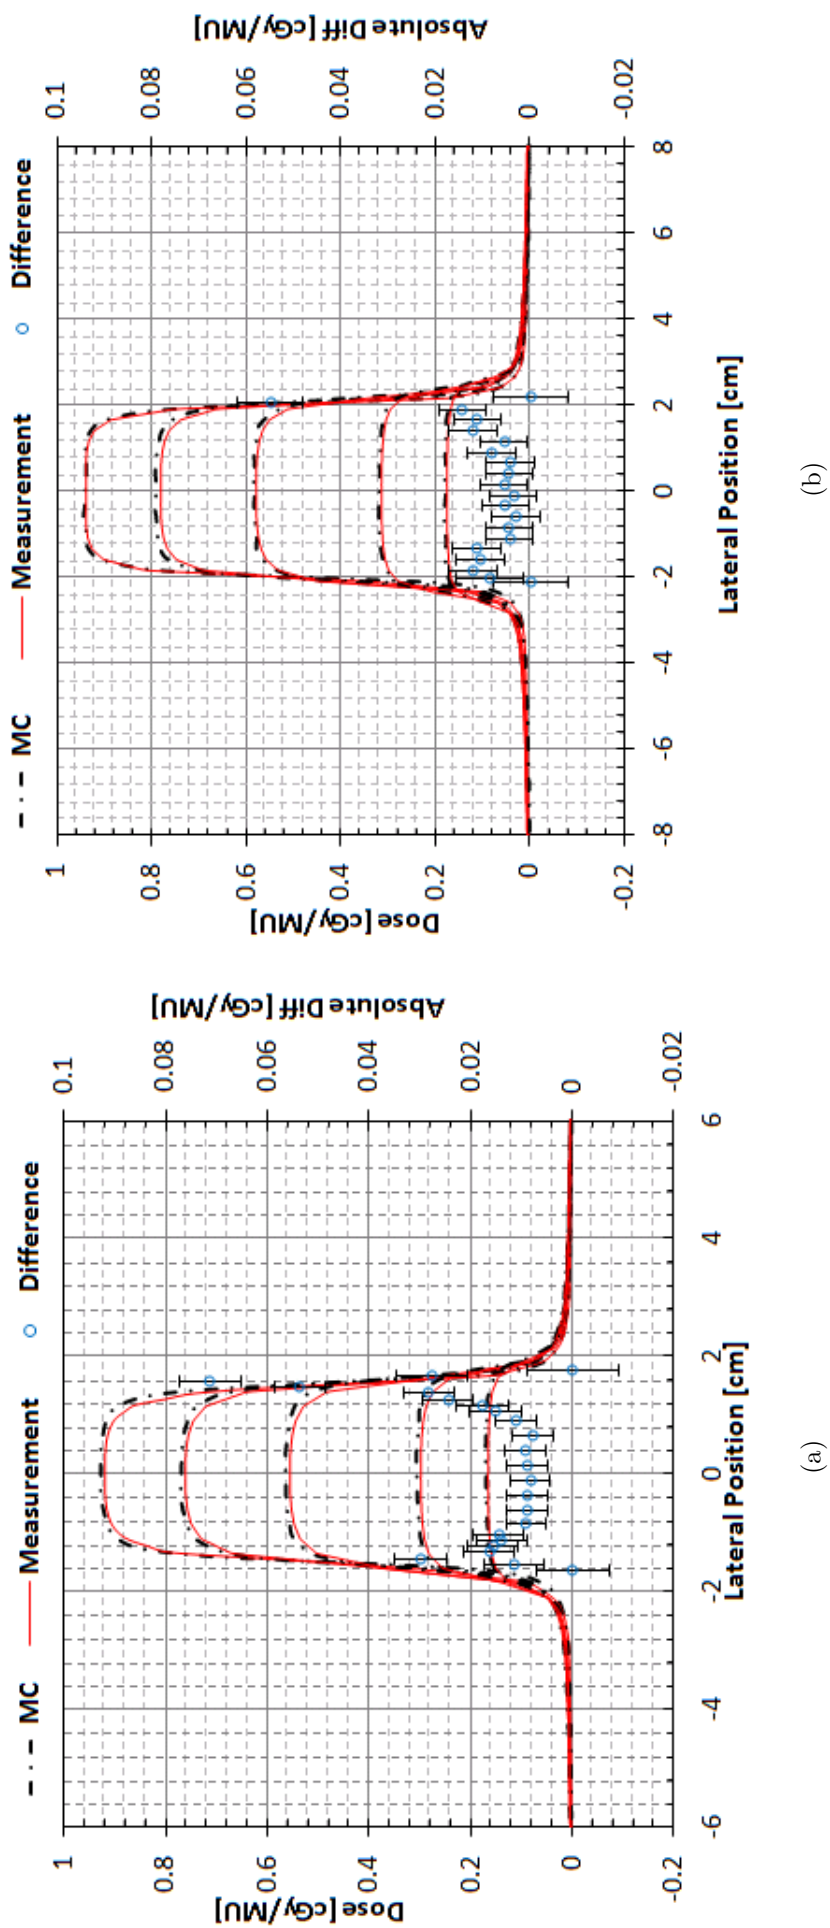 MC Measurement Difference
Dose [cGy/MU]
1
0.8
0.6
0.4
0.2
0
-0.2
-6 -4 -2 0 2 4 6
Lateral Position [cm]
0.1
0.08
0.06
0.04
0.02
0
-0.02
Absolute Diff [cGy/MU]
(a)
MC Measurement Difference
Dose [cGy/MU]
1
0.8
0.6
0.4
0.2
0
-0.2
-8 -6 -4 -2 0 2 4 6 8
Lateral Position [cm]
0.1
0.08
0.06
0.04
0.02
0
-0.02
Absolute Diff [cGy/MU]
(b)